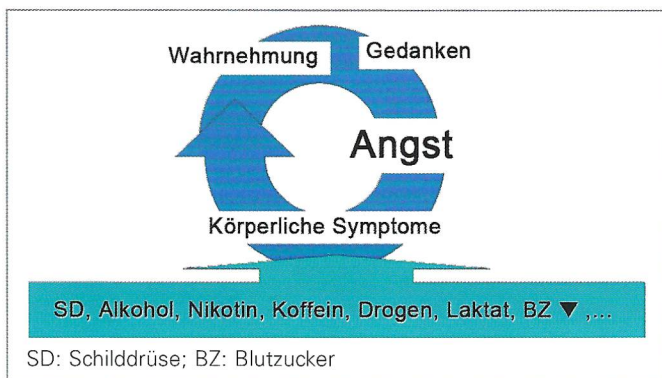 Wahrnehmung
Gedanken
Angst
Körperliche Symptome
SD, Alkohol, Nikotin, Koffein, Drogen, Laktat, BZ ▼ ,...
SD: Schilddrüse; BZ: Blutzucker